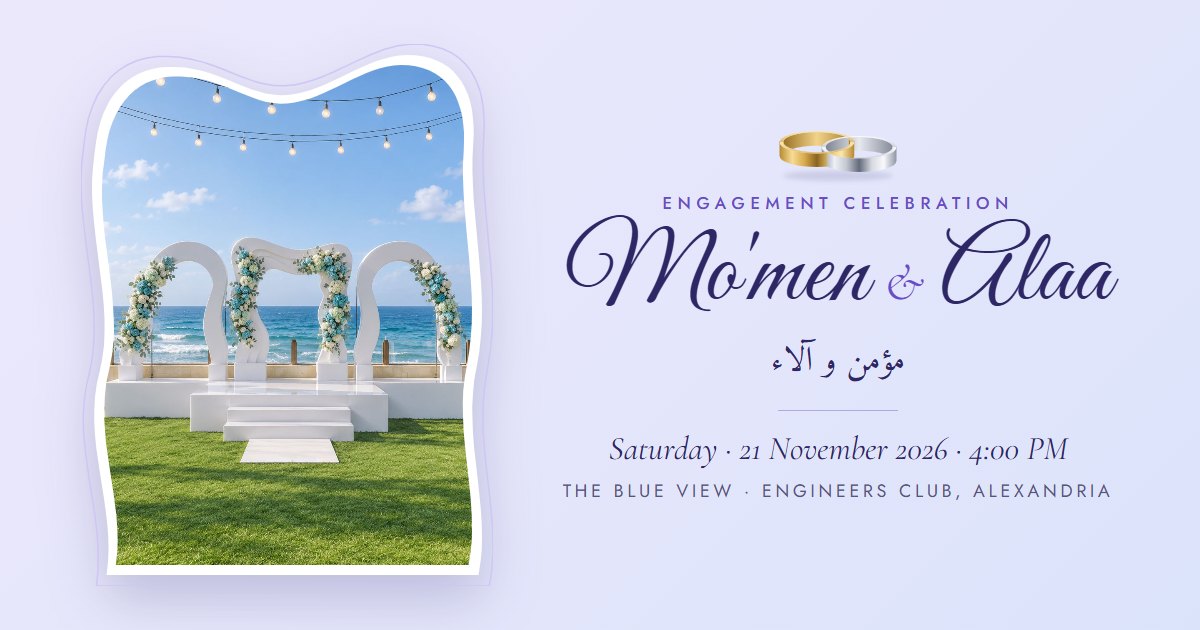 ENGAGEMENT CELEBRATION
Mo'men & Alaa
مؤمن و آلاء
Saturday · 21 November 2026 · 4:00 PM
THE BLUE VIEW · ENGINEERS CLUB, ALEXANDRIA